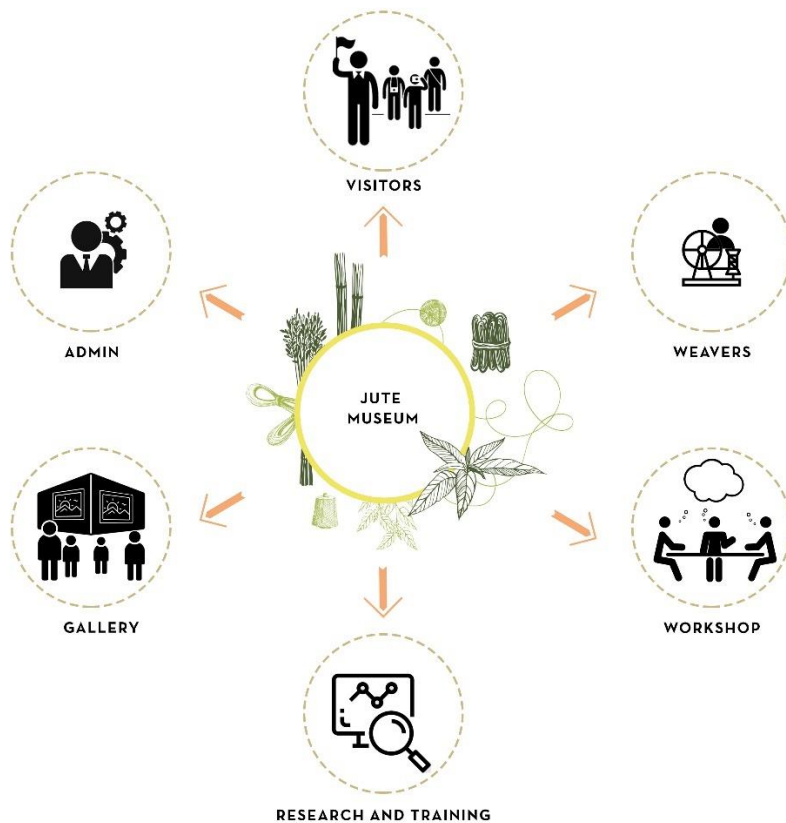 VISITORS
ADMIN
WEAVERS
JUTE
MUSEUM
GALLERY
WORKSHOP
RESEARCH AND TRAINING